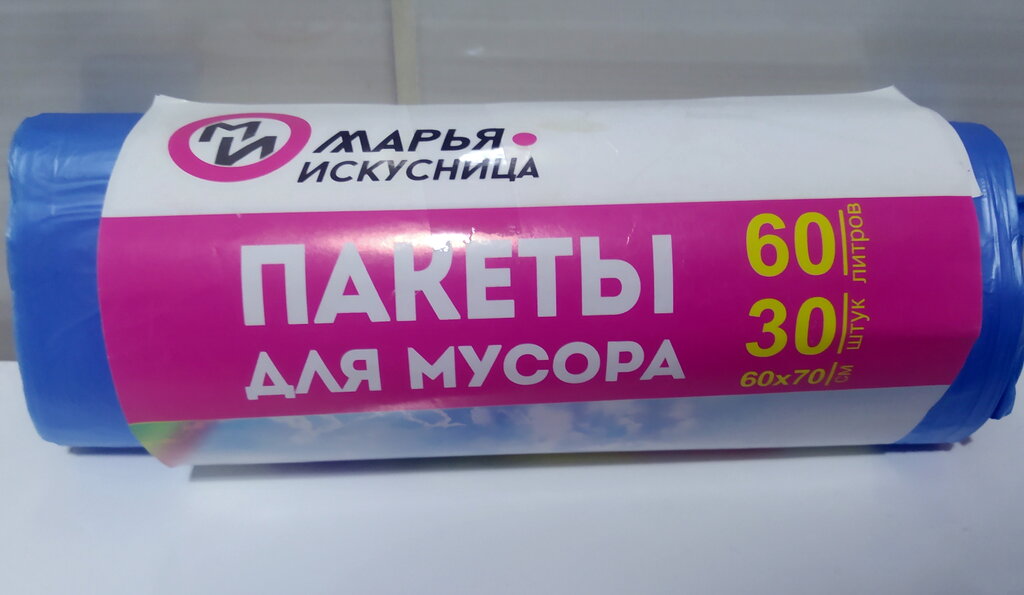 МИ
МАРЬЯ
ИСКУСНИЦА
ПАКЕТЫ
ДЛЯ МУСОРА
60 ЛИТРОВ
30 ШТУК
60х70 СМ